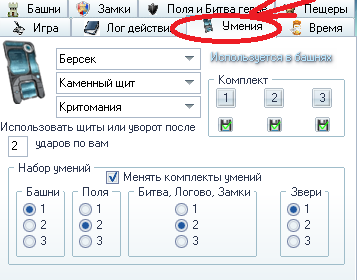 Башни Замки Поля и Битва геро Пещеры
Игра Лог действи Умения Время
Берсек Используется в башнях
Каменный щит Комплект
Критомания 1 2 3
Использовать щиты или уворот после
2 ударов по вам
Набор умений Менять комплекты умений
Башни Поля Битва, Логово, Замки Звери
1 1 1 1
2 2 2 2
3 3 3 3